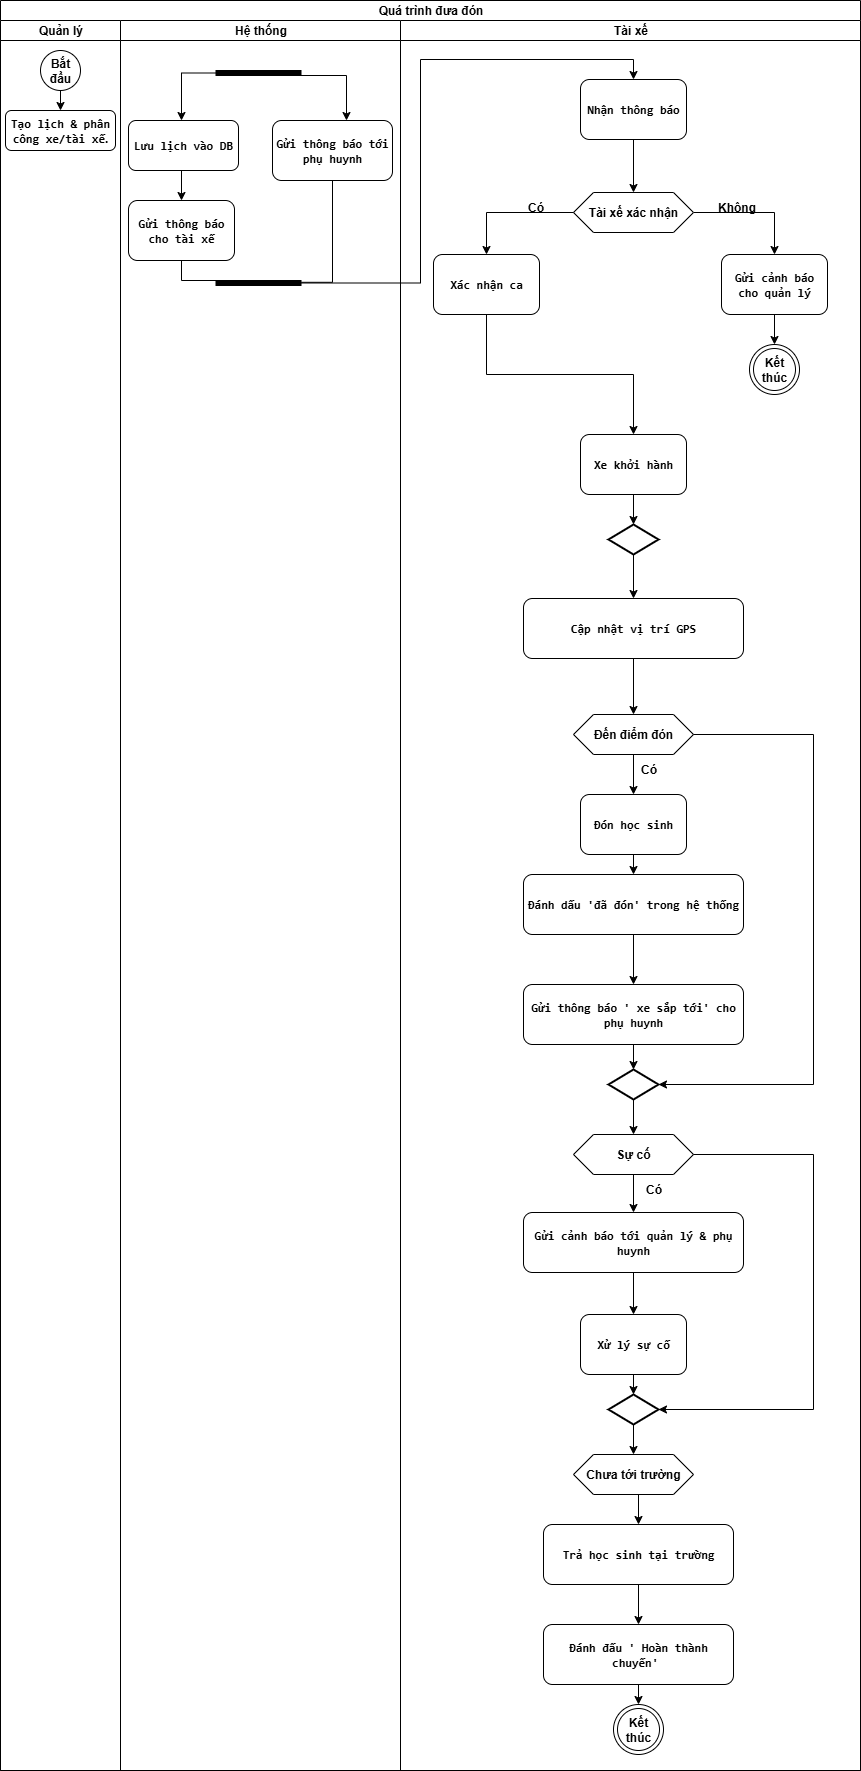 Quá trình đưa đón
Quản lý
Hệ thống
Tài xế
Bắt
đầu
Tạo lịch & phân
công xe/tài xế.
Lưu lịch vào DB
Gửi thông báo tới
phụ huynh
Gửi thông báo
cho tài xế
Nhận thông báo
Tài xế xác nhận
Có
Không
Xác nhận ca
Gửi cảnh báo
cho quản lý
Kết
thúc
Xe khởi hành
Cập nhật vị trí GPS
Đến điểm đón
Có
Đón học sinh
Đánh dấu 'đã đón' trong hệ thống
Gửi thông báo ' xe sắp tới' cho
phụ huynh
Sự cố
Có
Gửi cảnh báo tới quản lý & phụ
huynh
Xử lý sự cố
Chưa tới trường
Trả học sinh tại trường
Đánh đấu ' Hoàn thành
chuyến'
Kết
thúc